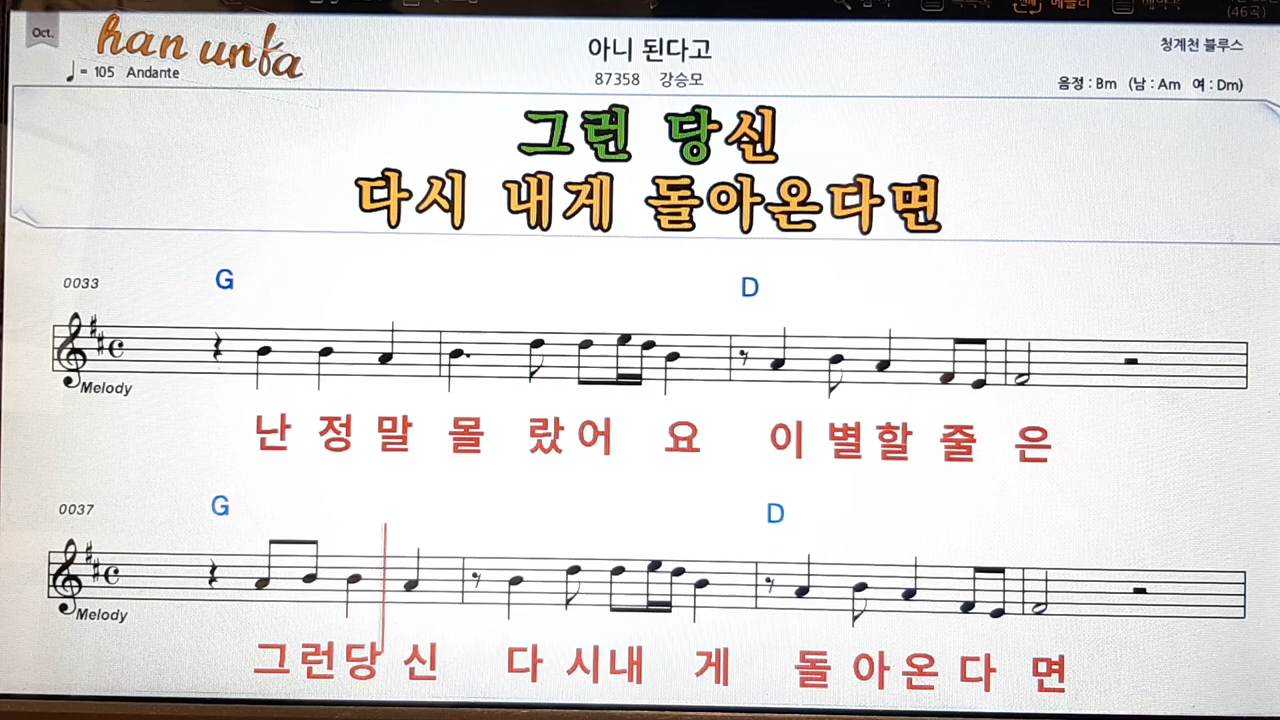 (46곡)
Oct.
han unfa
♩ = 105 Andante
아니 된다고
87358 강승모
청계천 블루스
음정 : Bm (남 : Am 여 : Dm)
그런 당신
다시 내게 돌아온다면
0033
G D
Melody
난 정 말 몰 랐 어 요 이 별 할 줄 은
0037
G D
Melody
그 런 당 신 다 시 내 게 돌 아 온 다 면